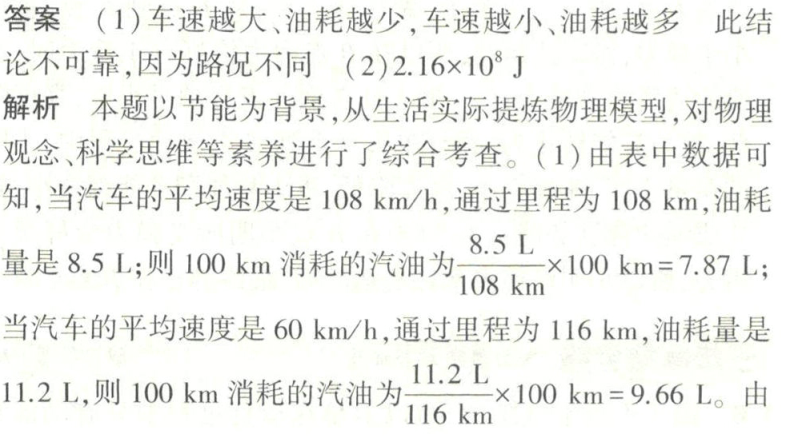 答案 (1)车速越大、油耗越少,车速越小、油耗越多 此结
论不可靠,因为路况不同 (2)2.16×10⁸ J
解析 本题以节能为背景,从生活实际提炼物理模型,对物理
观念、科学思维等素养进行了综合考查。(1)由表中数据可
知,当汽车的平均速度是 108 km/h,通过里程为 108 km,油耗
量是 8.5 L;则 100 km 消耗的汽油为 8.5 L/108 km ×100 km=7.87 L;
当汽车的平均速度是 60 km/h,通过里程为 116 km,油耗量是
11.2 L,则 100 km 消耗的汽油为 11.2 L/116 km ×100 km=9.66 L。由